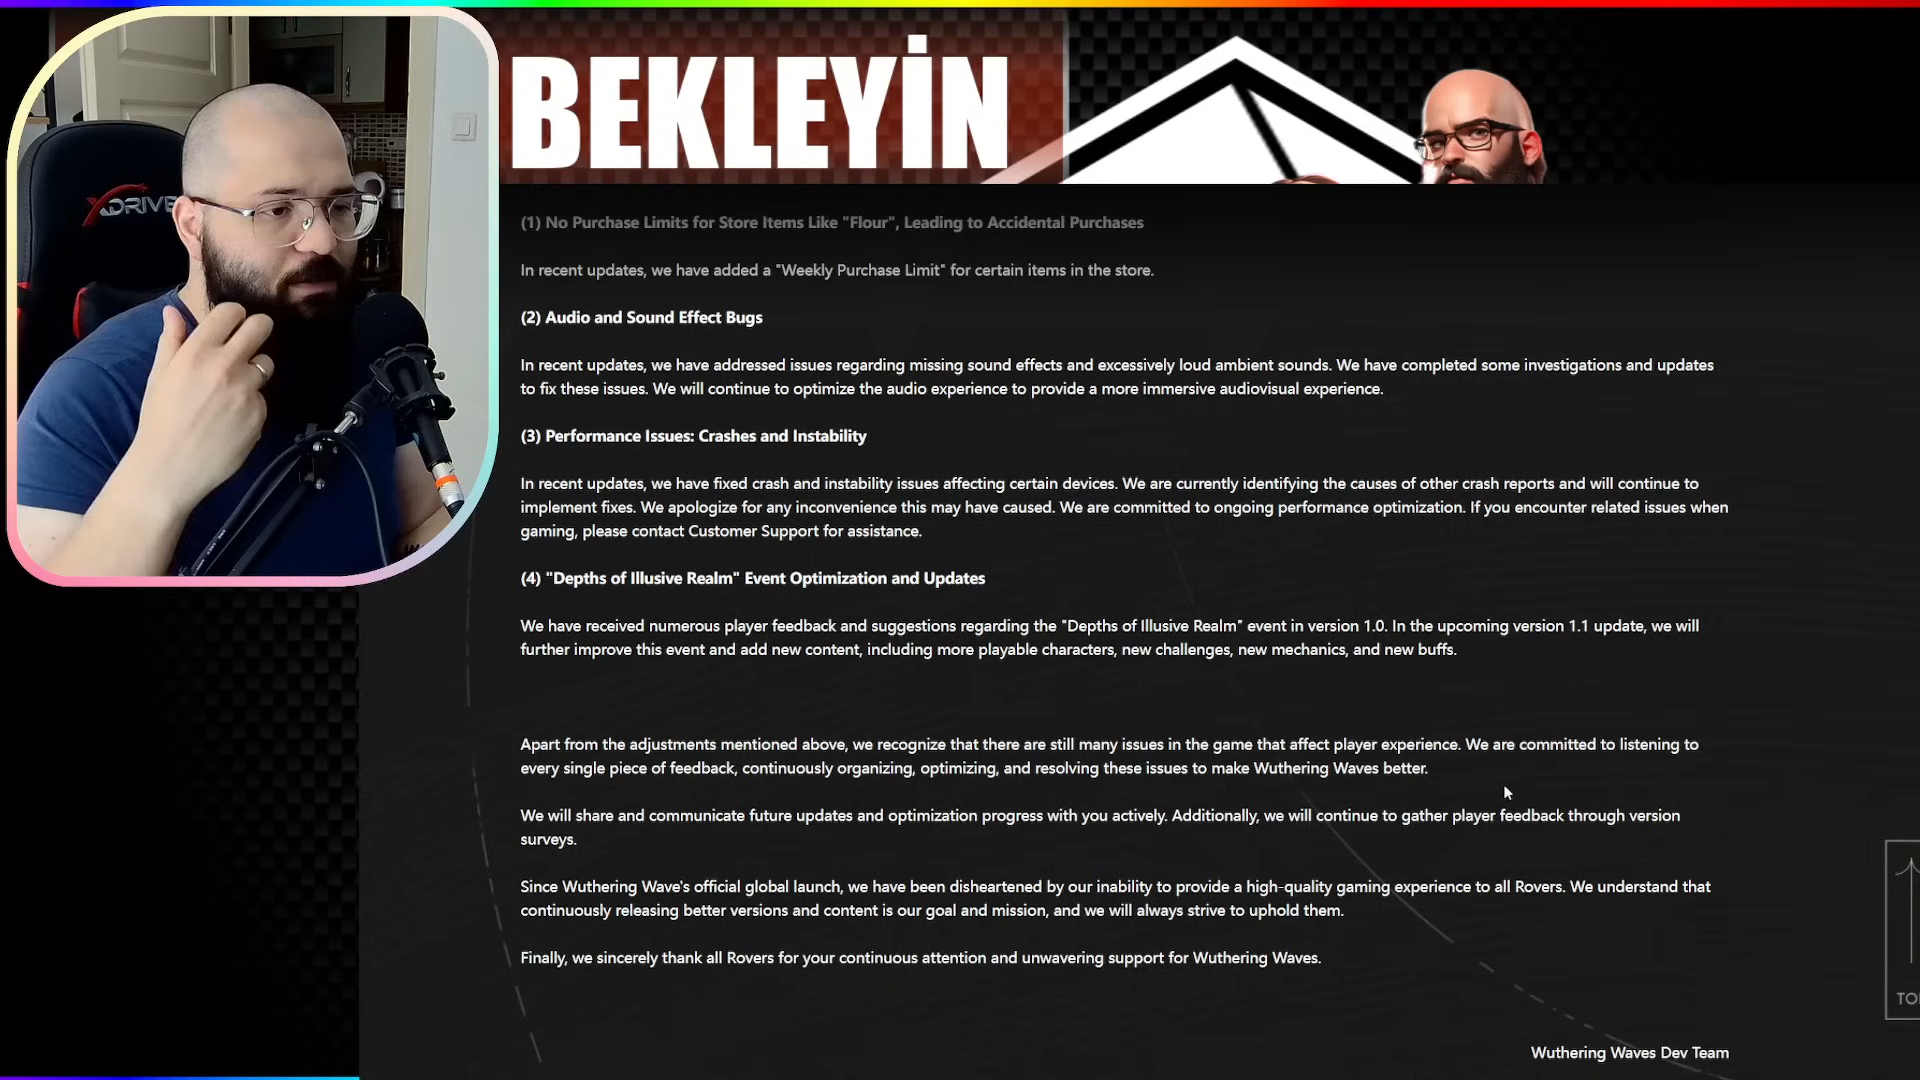 BEKLEYİN
XDRIVE
(1) No Purchase Limits for Store Items Like "Flour", Leading to Accidental Purchases
In recent updates, we have added a "Weekly Purchase Limit" for certain items in the store.
(2) Audio and Sound Effect Bugs
In recent updates, we have addressed issues regarding missing sound effects and excessively loud ambient sounds. We have completed some investigations and updates
to fix these issues. We will continue to optimize the audio experience to provide a more immersive audiovisual experience.
(3) Performance Issues: Crashes and Instability
In recent updates, we have fixed crash and instability issues affecting certain devices. We are currently identifying the causes of other crash reports and will continue to
implement fixes. We apologize for any inconvenience this may have caused. We are committed to ongoing performance optimization. If you encounter related issues when
gaming, please contact Customer Support for assistance.
(4) "Depths of Illusive Realm" Event Optimization and Updates
We have received numerous player feedback and suggestions regarding the "Depths of Illusive Realm" event in version 1.0. In the upcoming version 1.1 update, we will
further improve this event and add new content, including more playable characters, new challenges, new mechanics, and new buffs.
Apart from the adjustments mentioned above, we recognize that there are still many issues in the game that affect player experience. We are committed to listening to
every single piece of feedback, continuously organizing, optimizing, and resolving these issues to make Wuthering Waves better.
We will share and communicate future updates and optimization progress with you actively. Additionally, we will continue to gather player feedback through version
surveys.
Since Wuthering Wave's official global launch, we have been disheartened by our inability to provide a high-quality gaming experience to all Rovers. We understand that
continuously releasing better versions and content is our goal and mission, and we will always strive to uphold them.
Finally, we sincerely thank all Rovers for your continuous attention and unwavering support for Wuthering Waves.
Wuthering Waves Dev Team